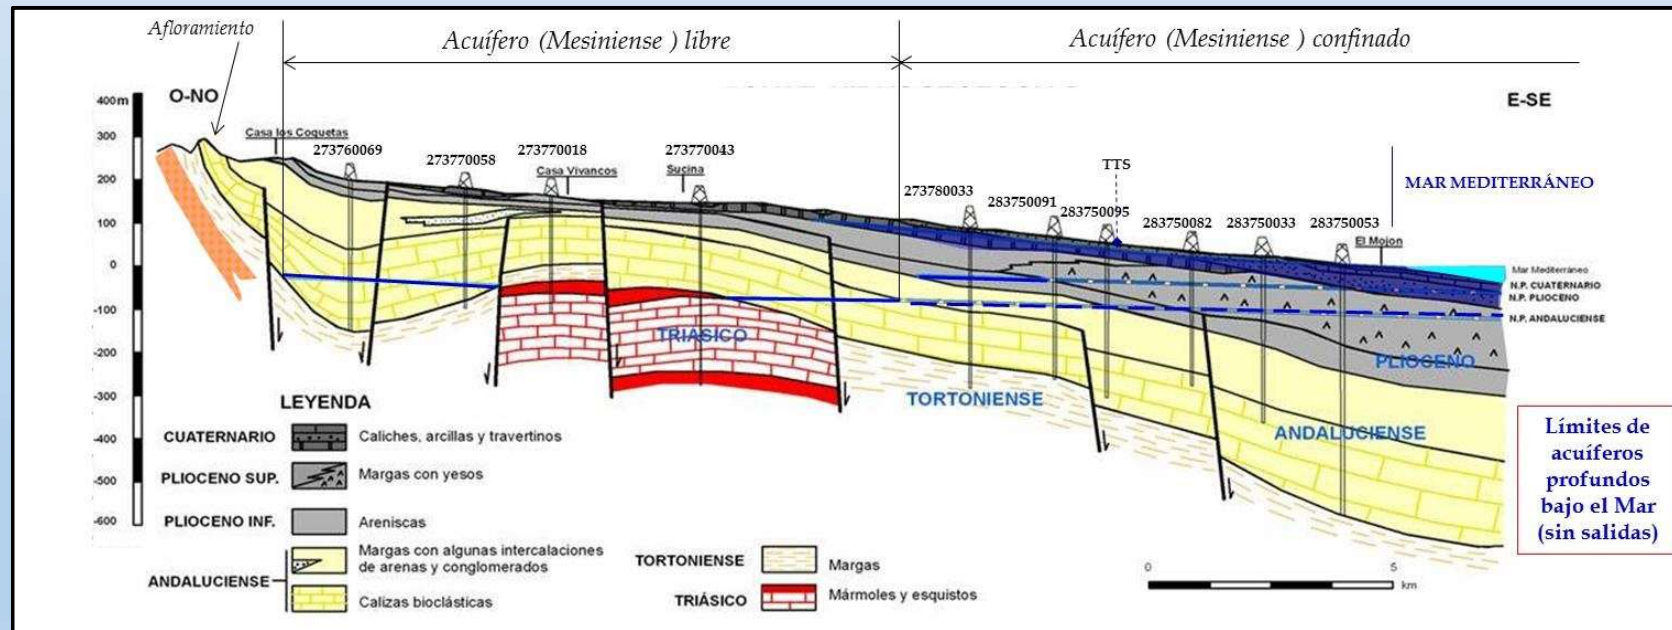 Afloramiento
Acuífero (Mesiniense ) libre
Acuífero (Mesiniense ) confinado
O-NO
E-SE
400m
300
200
100
0
-100
-200
-300
-400
-500
-600
Casa los Coquetas
273760069
273770058
273770018
Casa Vivancos
273770043
Sucina
273780033
283750091
283750095
TTS
283750082
283750033
283750053
El Mojon
MAR MEDITERRÁNEO
Mar Mediterráneo
N.P. CUATERNARIO
N.P. PLIOCENO
N.P. ANDALUCIENSE
TRIASICO
TORTONIENSE
PLIOCENO
ANDALUCIENSE
Límites de
acuíferos
profundos
bajo el Mar
(sin salidas)
LEYENDA
CUATERNARIO
Caliches, arcillas y travertinos
PLIOCENO SUP.
Margas con yesos
PLIOCENO INF.
Areniscas
ANDALUCIENSE
Margas con algunas intercalaciones
de arenas y conglomerados
Calizas bioclásticas
TORTONIENSE
Margas
TRIÁSICO
Mármoles y esquistos
0
5
km